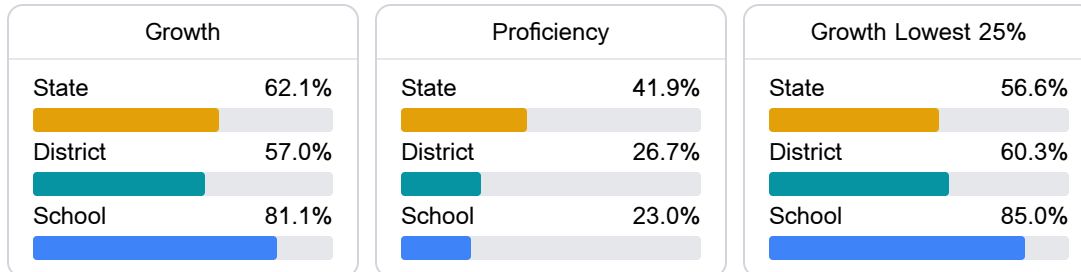 Growth
State 62.1%
District 57.0%
School 81.1%
Proficiency
State 41.9%
District 26.7%
School 23.0%
Growth Lowest 25%
State 56.6%
District 60.3%
School 85.0%